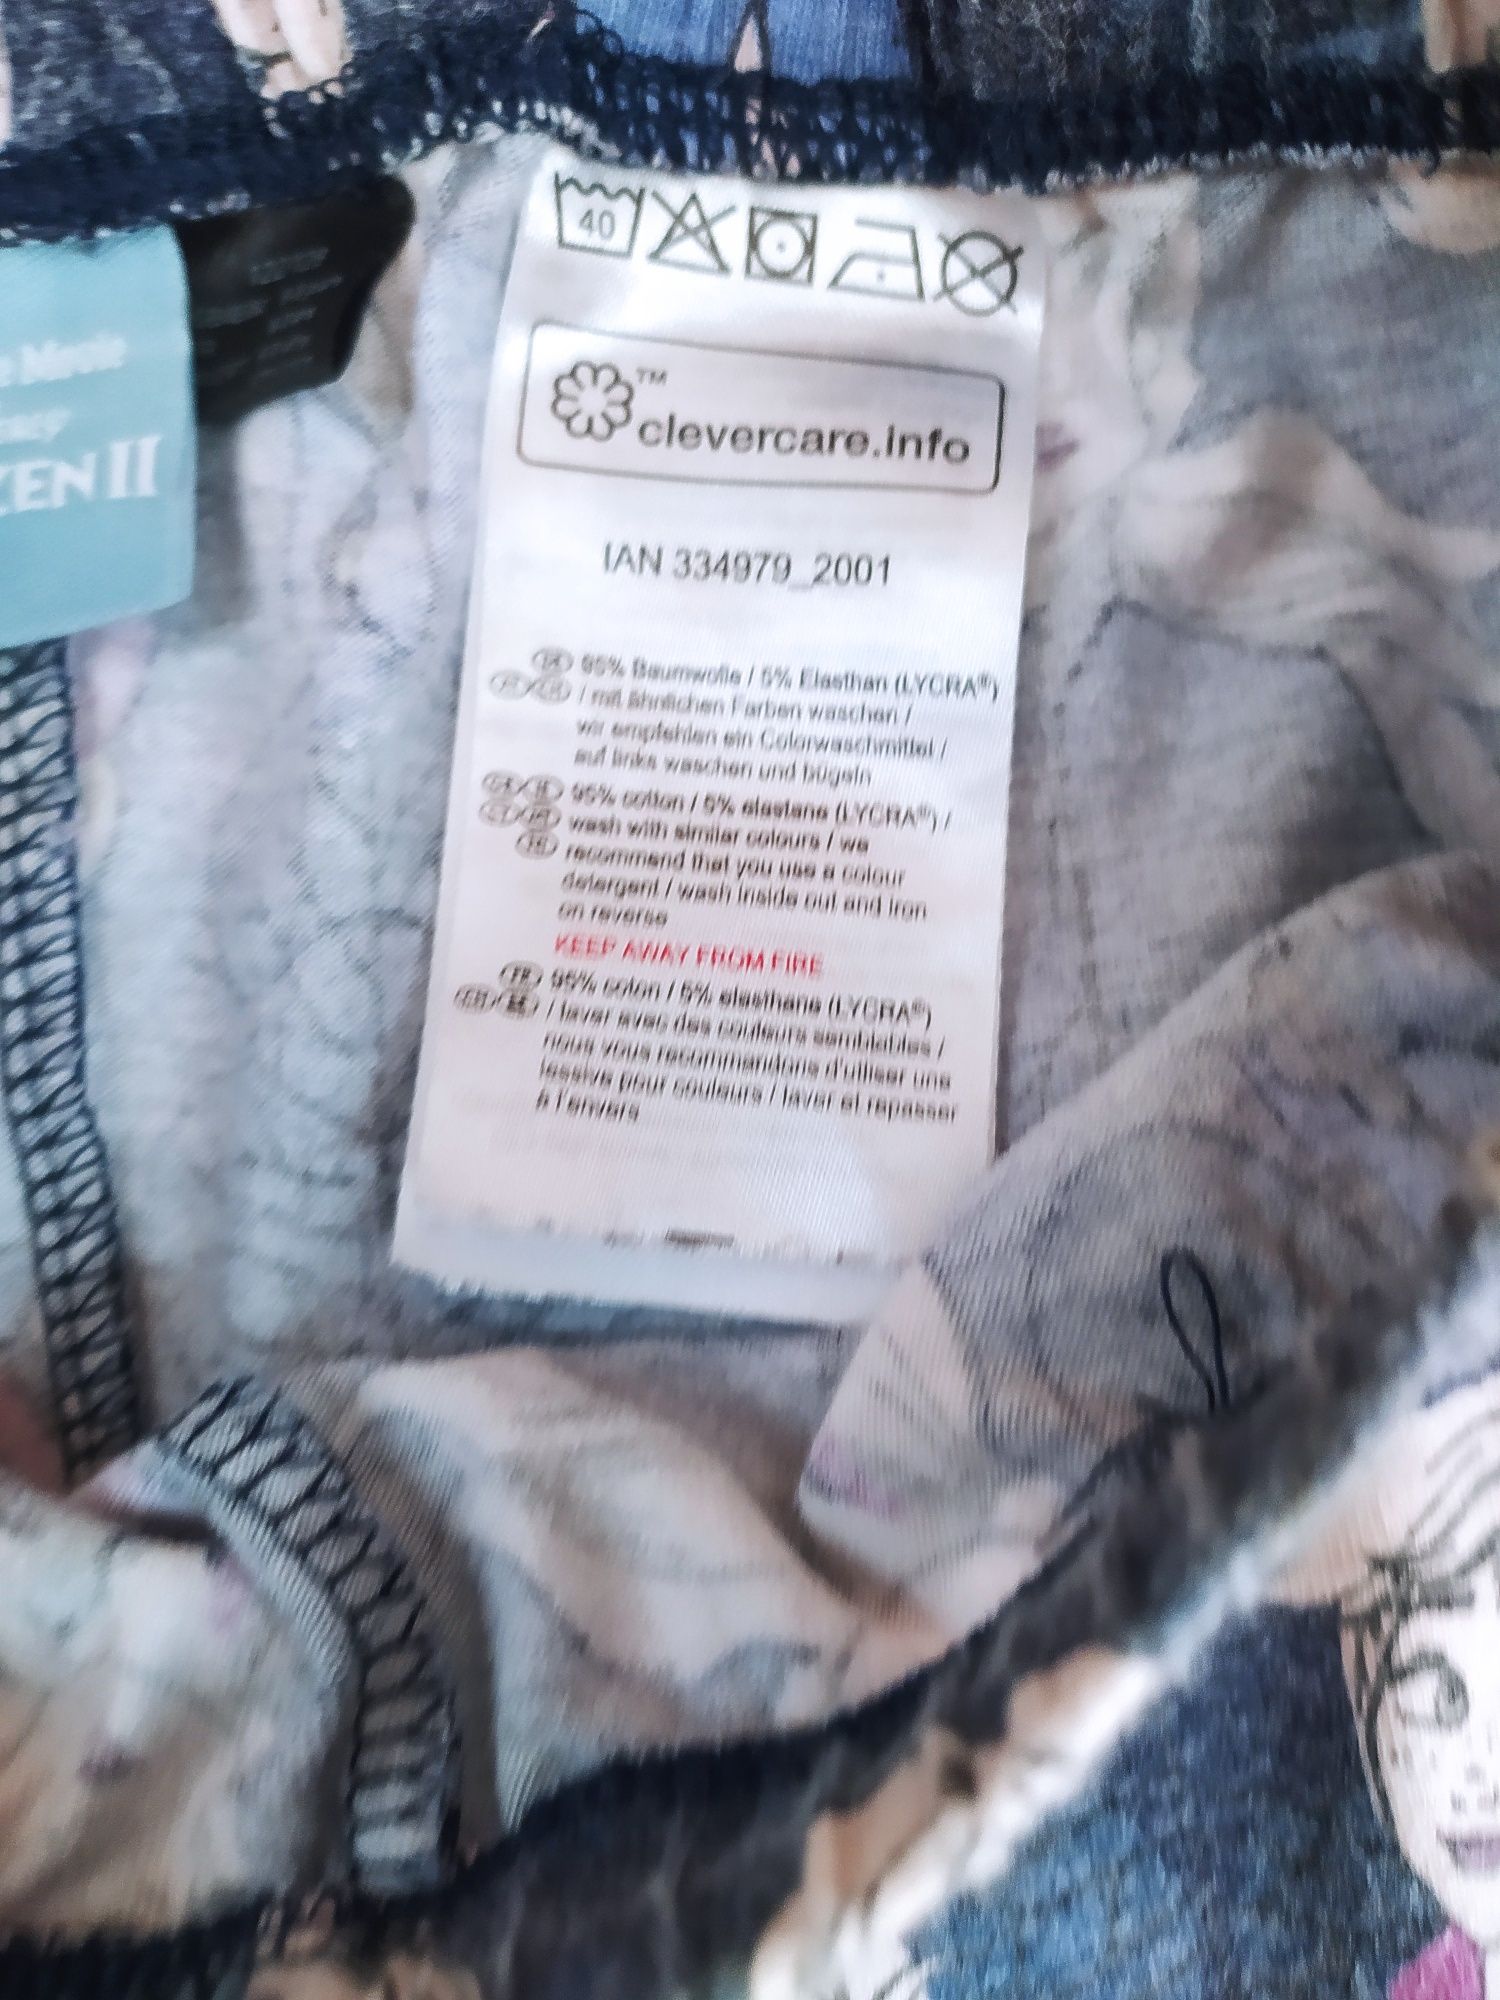 40
™
clevercare.info
IAN 334979_2001
95% Baumwolle / 5% Elasthan (LYCRA®)
/ mit ähnlichen Farben waschen /
wir empfehlen ein Colorwaschmittel /
auf links waschen und bügeln
95% cotton / 5% elastane (LYCRA®) /
wash with similar colours / we
recommend that you use a colour
detergent / wash inside out and iron
on reverse
KEEP AWAY FROM FIRE
95% coton / 5% élasthane (LYCRA®)
/ laver avec des couleurs semblables /
nous vous recommandons d'utiliser une
lessive pour couleurs / laver et repasser
à l'envers
ZEN II